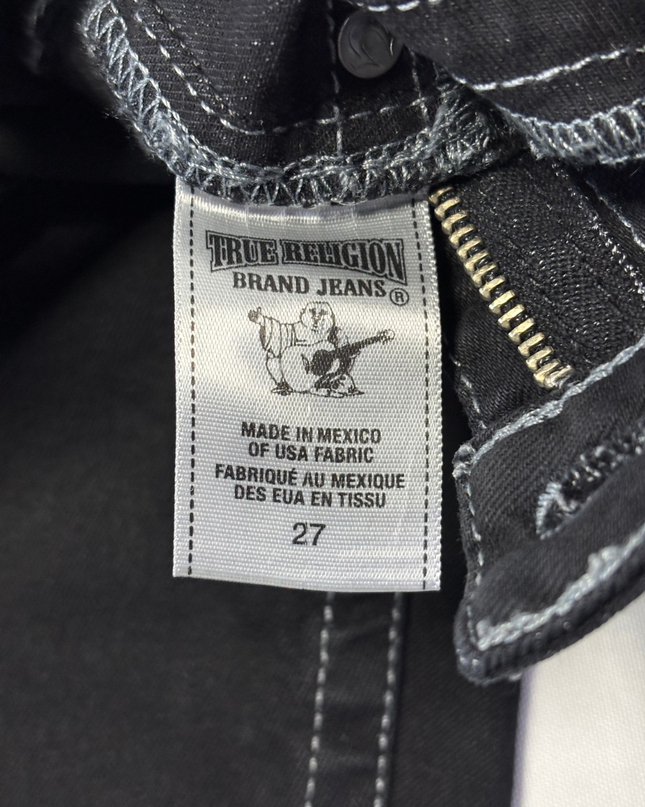 TRUE RELIGION
BRAND JEANS®
MADE IN MEXICO
OF USA FABRIC
FABRIQUÉ AU MEXIQUE
DES EUA EN TISSU
27